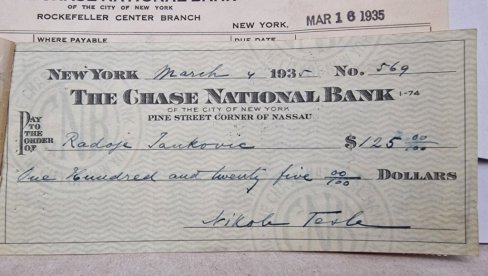 CHASE NATIONAL BANK
OF THE CITY OF NEW YORK
ROCKEFELLER CENTER BRANCH
NEW YORK, MAR 16 1935
WHERE PAYABLE DUE DATE
NEW YORK March 4 1935 No. 569
THE CHASE NATIONAL BANK 1-74
OF THE CITY OF NEW YORK
PINE STREET CORNER OF NASSAU
PAY TO THE ORDER OF Radoje Jankovic $125 00/100
One Hundred and twenty five 00/100 DOLLARS
Nikola Tesla